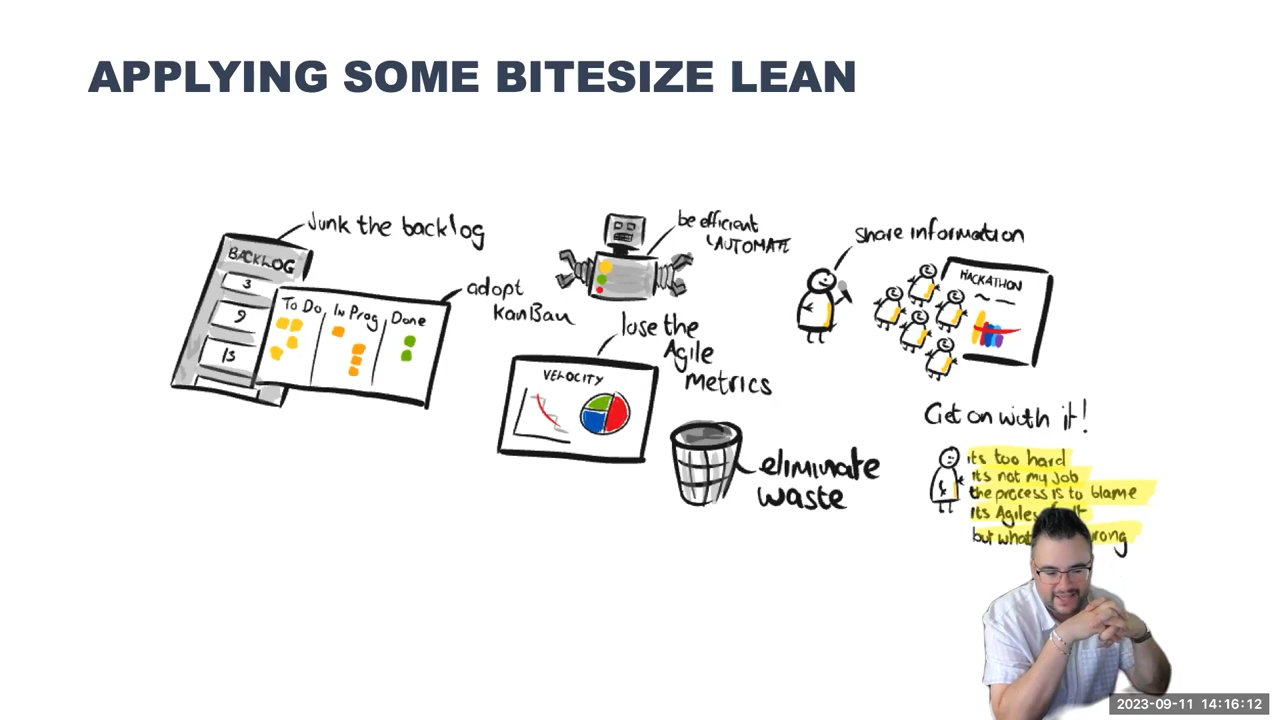 APPLYING SOME BITESIZE LEAN
Junk the backlog
BACKLOG
3
9
13
To Do
In Prog
Done
adopt
KanBan
be efficient
AUTOMATE
lose the
Agile
metrics
VELOCITY
eliminate
waste
share information
HACKATHON
Get on with it!
its too hard
its not my job
the process is to blame
its Agiles
but what
2023-09-11 14:16:12